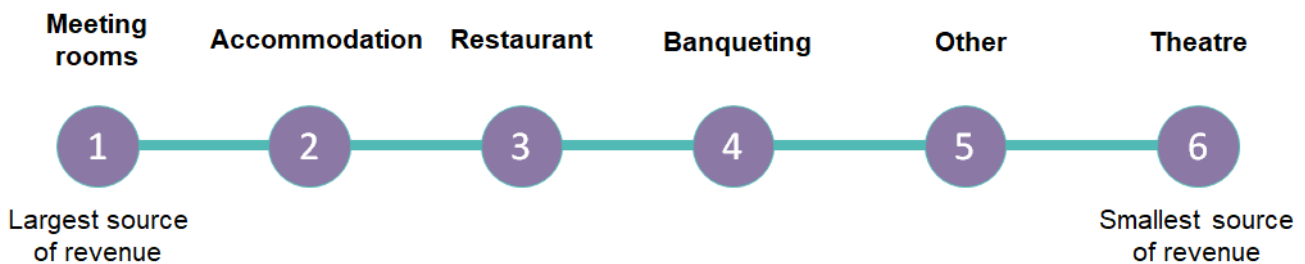 Meeting
rooms
Accommodation
Restaurant
Banqueting
Other
Theatre
1
2
3
4
5
6
Largest source
of revenue
Smallest source
of revenue